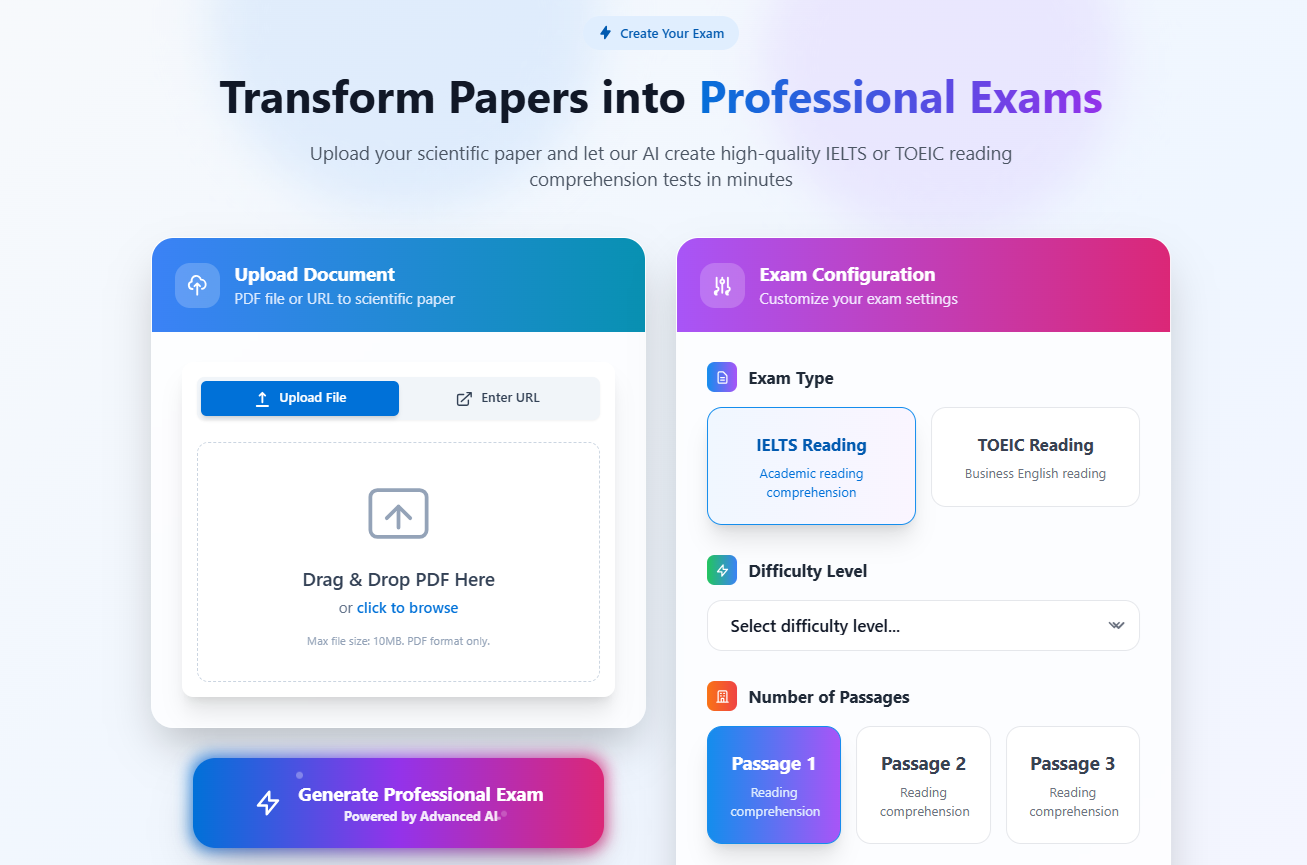 Create Your Exam
Transform Papers into Professional Exams
Upload your scientific paper and let our AI create high-quality IELTS or TOEIC reading
comprehension tests in minutes
Upload Document
PDF file or URL to scientific paper
Upload File
Enter URL
Drag & Drop PDF Here
or click to browse
Max file size: 10MB. PDF format only.
Generate Professional Exam
Powered by Advanced AI
Exam Configuration
Customize your exam settings
Exam Type
IELTS Reading
Academic reading
comprehension
TOEIC Reading
Business English reading
Difficulty Level
Select difficulty level...
Number of Passages
Passage 1
Reading
comprehension
Passage 2
Reading
comprehension
Passage 3
Reading
comprehension